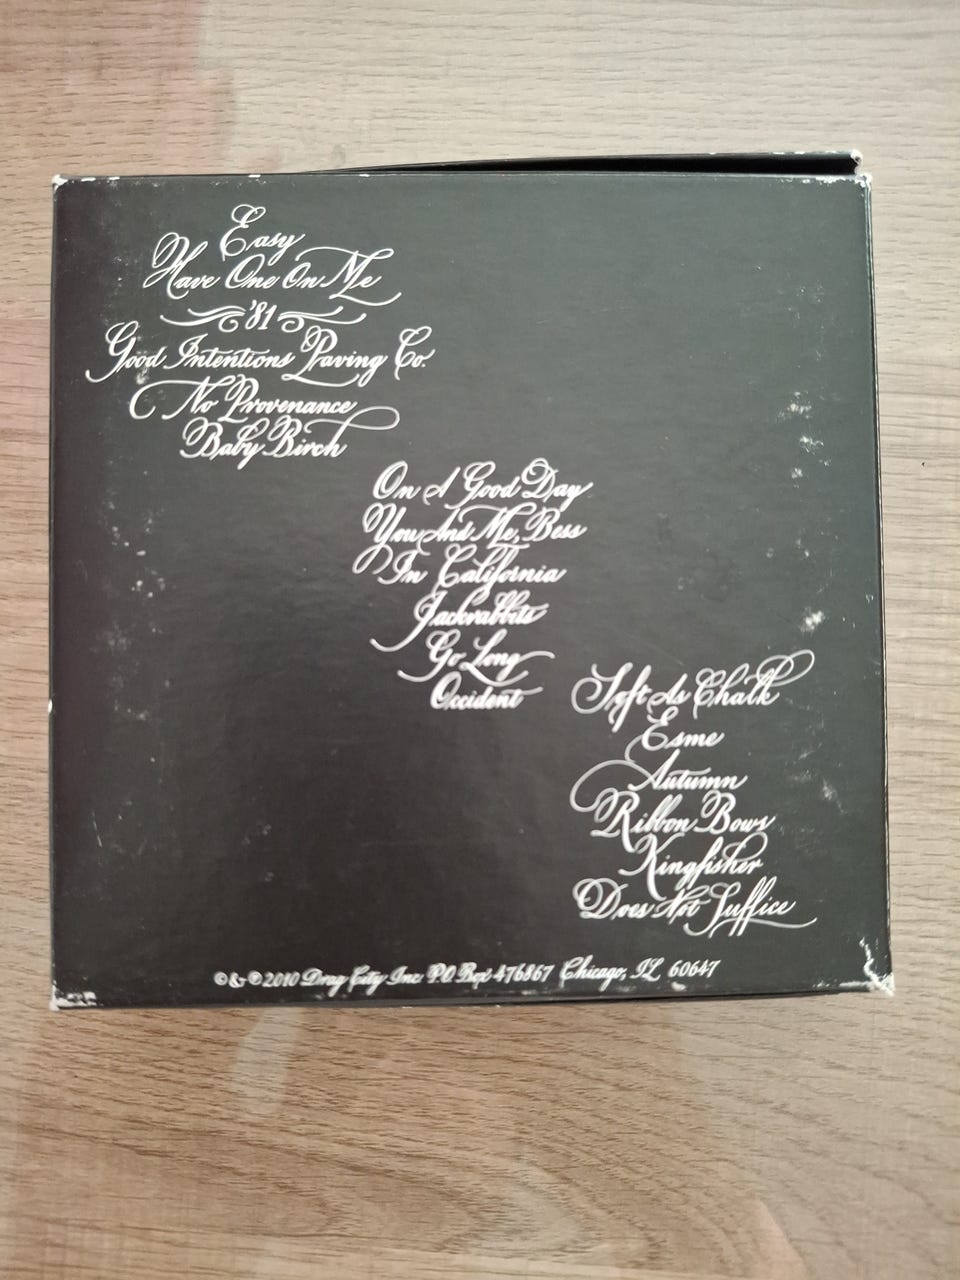 Easy
Have One On Me
'81
Good Intentions Paving Co.
No Provenance
Baby Birch
On A Good Day
You And Me, Bess
In California
Jackrabbits
Go Long
Occident
Soft As Chalk
Esme
Autumn
Ribbon Bows
Kingfisher
Does Not Suffice
©&℗2010 Drag City Inc P.O. Box 476867 Chicago, IL 60647